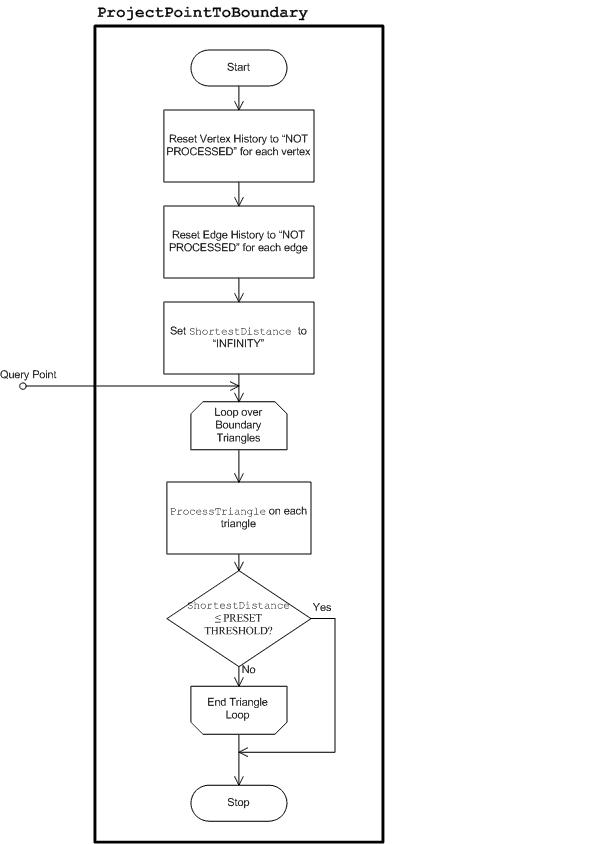 ProjectPointToBoundary
Start
Reset Vertex History to “NOT
PROCESSED” for each vertex
Reset Edge History to “NOT
PROCESSED” for each edge
Set ShortestDistance to
“INFINITY”
Query Point
Loop over
Boundary
Triangles
ProcessTriangle on each
triangle
ShortestDistance
≤ PRESET
THRESHOLD?
Yes
No
End Triangle
Loop
Stop